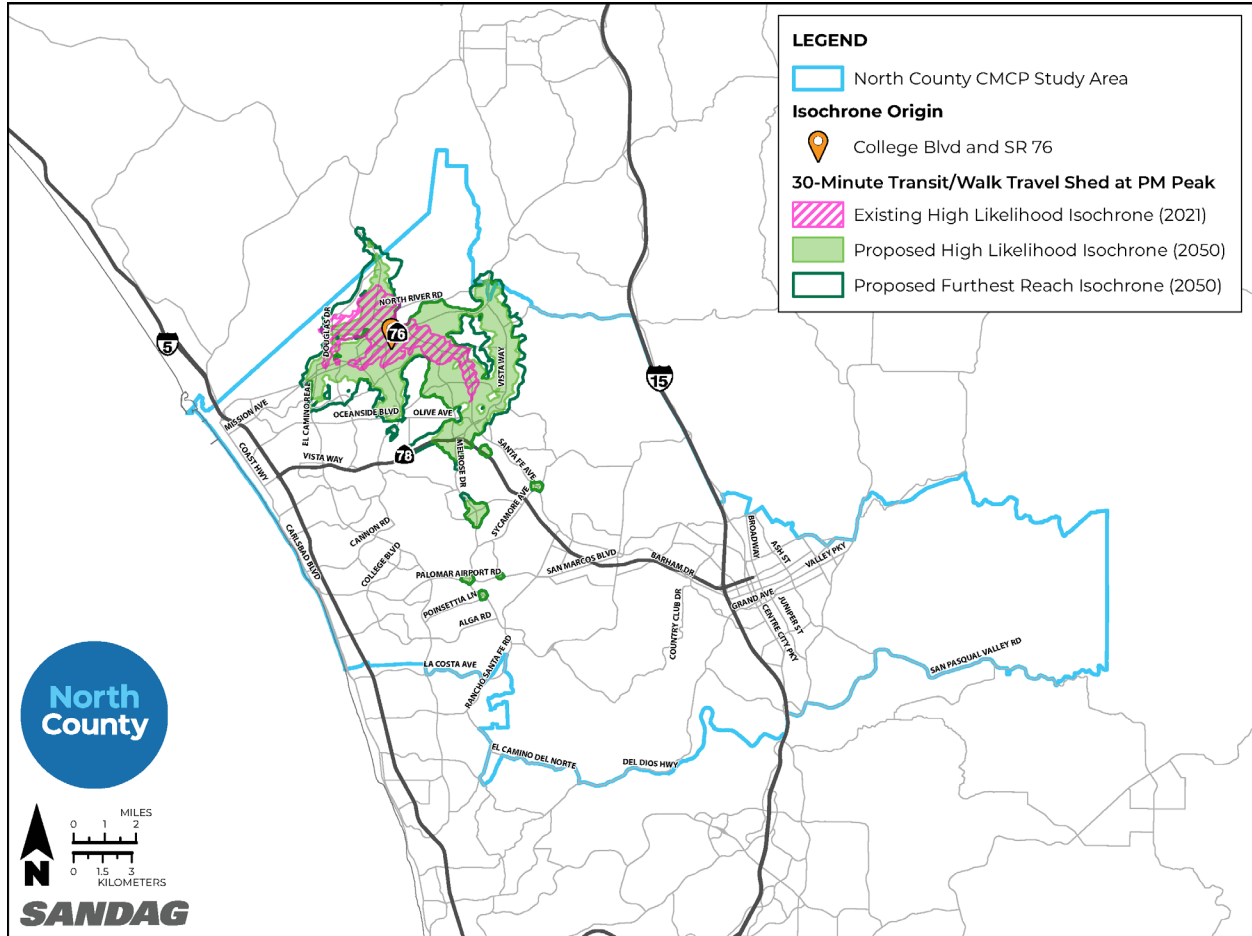 LEGEND
North County CMCP Study Area
Isochrone Origin
College Blvd and SR 76
30-Minute Transit/Walk Travel Shed at PM Peak
Existing High Likelihood Isochrone (2021)
Proposed High Likelihood Isochrone (2050)
Proposed Furthest Reach Isochrone (2050)
NORTH RIVER RD
DOUGLAS DR
76
5
15
VISTA WAY
EL CAMINO REAL
MISSION AVE
OCEANSIDE BLVD
OLIVE AVE
COAST HWY
VISTA WAY
78
MELROSE DR
SANTA FE AVE
SYCAMORE AVE
CARLSBAD BLVD
CANNON RD
COLLEGE BLVD
PALOMAR AIRPORT RD
SAN MARCOS BLVD
BARHAM DR
BROADWAY
ASH ST
VALLEY PKY
GRAND AVE
JUNIPER ST
CENTRE CITY PKY
POINSETTIA LN
ALGA RD
COUNTRY CLUB DR
LA COSTA AVE
RANCHO SANTA FE RD
SAN PASQUAL VALLEY RD
EL CAMINO DEL NORTE
DEL DIOS HWY
North
County
MILES
0 1 2
0 1.5 3
KILOMETERS
N
SANDAG